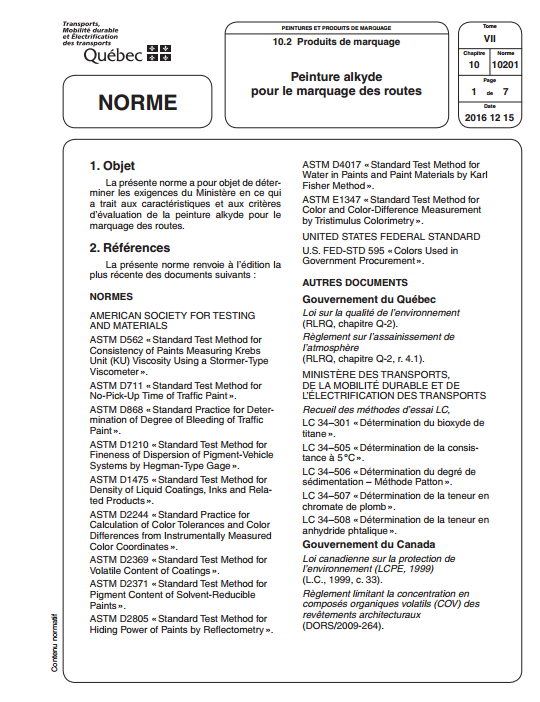 Transports,
Mobilité durable
et Électrification
des transports
Québec
NORME
PEINTURES ET PRODUITS DE MARQUAGE
10.2 Produits de marquage
Peinture alkyde
pour le marquage des routes
Tome
VII
Chapitre Norme
10 10201
Page
1 de 7
Date
2016 12 15
1. Objet
La présente norme a pour objet de déter-
miner les exigences du Ministère en ce qui
a trait aux caractéristiques et aux critères
d'évaluation de la peinture alkyde pour le
marquage des routes.
2. Références
La présente norme renvoie à l'édition la
plus récente des documents suivants :
NORMES
AMERICAN SOCIETY FOR TESTING
AND MATERIALS
ASTM D562 « Standard Test Method for
Consistency of Paints Measuring Krebs
Unit (KU) Viscosity Using a Stormer-Type
Viscometer ».
ASTM D711 « Standard Test Method for
No-Pick-Up Time of Traffic Paint ».
ASTM D868 « Standard Practice for Deter-
mination of Degree of Bleeding of Traffic
Paint ».
ASTM D1210 « Standard Test Method for
Fineness of Dispersion of Pigment-Vehicle
Systems by Hegman-Type Gage ».
ASTM D1475 « Standard Test Method for
Density of Liquid Coatings, Inks and Rela-
ted Products ».
ASTM D2244 « Standard Practice for
Calculation of Color Tolerances and Color
Differences from Instrumentally Measured
Color Coordinates ».
ASTM D2369 « Standard Test Method for
Volatile Content of Coatings ».
ASTM D2371 « Standard Test Method for
Pigment Content of Solvent-Reducible
Paints ».
ASTM D2805 « Standard Test Method for
Hiding Power of Paints by Reflectometry ».
ASTM D4017 « Standard Test Method for
Water in Paints and Paint Materials by Karl
Fisher Method ».
ASTM E1347 « Standard Test Method for
Color and Color-Difference Measurement
by Tristimulus Colorimetry ».
UNITED STATES FEDERAL STANDARD
U.S. FED-STD 595 « Colors Used in
Government Procurement ».
AUTRES DOCUMENTS
Gouvernement du Québec
Loi sur la qualité de l'environnement
(RLRQ, chapitre Q-2).
Règlement sur l'assainissement de
l'atmosphère
(RLRQ, chapitre Q-2, r. 4.1).
MINISTÈRE DES TRANSPORTS,
DE LA MOBILITÉ DURABLE ET DE
L'ÉLECTRIFICATION DES TRANSPORTS
Recueil des méthodes d'essai LC,
LC 34–301 « Détermination du bioxyde de
titane ».
LC 34–505 « Détermination de la consis-
tance à 5 °C ».
LC 34–506 « Détermination du degré de
sédimentation – Méthode Patton ».
LC 34–507 « Détermination de la teneur en
chromate de plomb ».
LC 34–508 « Détermination de la teneur en
anhydride phtalique ».
Gouvernement du Canada
Loi canadienne sur la protection de
l'environnement (LCPE, 1999)
(L.C., 1999, c. 33).
Règlement limitant la concentration en
composés organiques volatils (COV) des
revêtements architecturaux
(DORS/2009-264).
Contenu normatif